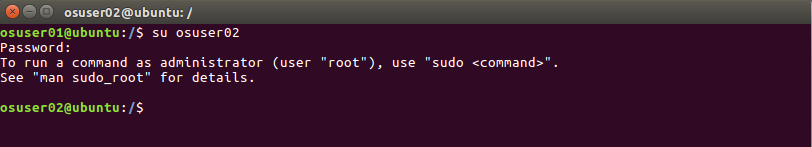 osuser02@ubuntu: /
osuser01@ubuntu:/$ su osuser02
Password:
To run a command as administrator (user "root"), use "sudo <command>".
See "man sudo_root" for details.
osuser02@ubuntu:/$